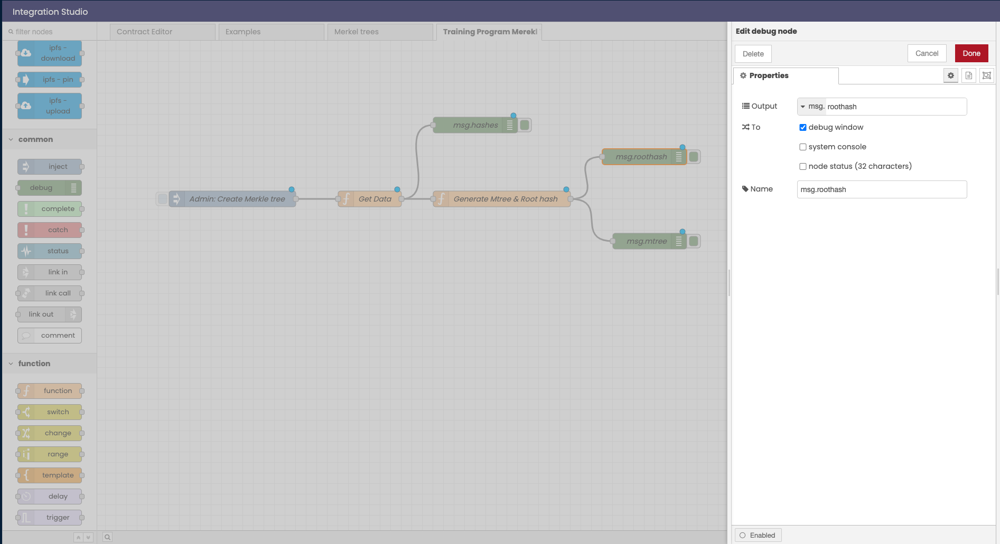 Integration Studio
filter nodes
Contract Editor
Examples
Merkel trees
Training Program Merekl
ipfs -
download
ipfs - pin
ipfs -
upload
common
inject
debug
complete
catch
status
link in
link call
link out
comment
function
function
switch
change
range
template
delay
trigger
msg.hashes
msg.roothash
Admin: Create Merkle tree
Get Data
Generate Mtree & Root hash
msg.mtree
Edit debug node
Delete
Cancel
Done
Properties
Output
msg. roothash
To
debug window
system console
node status (32 characters)
Name
msg.roothash
Enabled